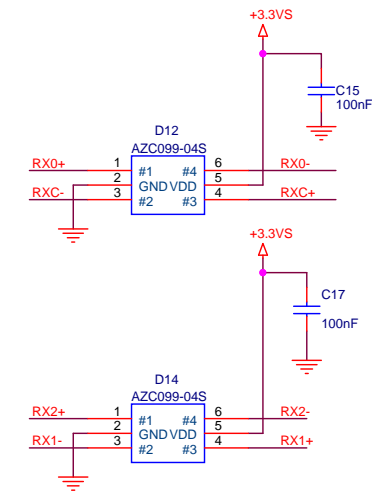 +3.3VS
C15
100nF
D12
AZC099-04S
RX0+ 1 #1 #4 6 RX0-
2 GND VDD 5
RXC- 3 #2 #3 4 RXC+
+3.3VS
C17
100nF
D14
AZC099-04S
RX2+ 1 #1 #4 6 RX2-
2 GND VDD 5
RX1- 3 #2 #3 4 RX1+